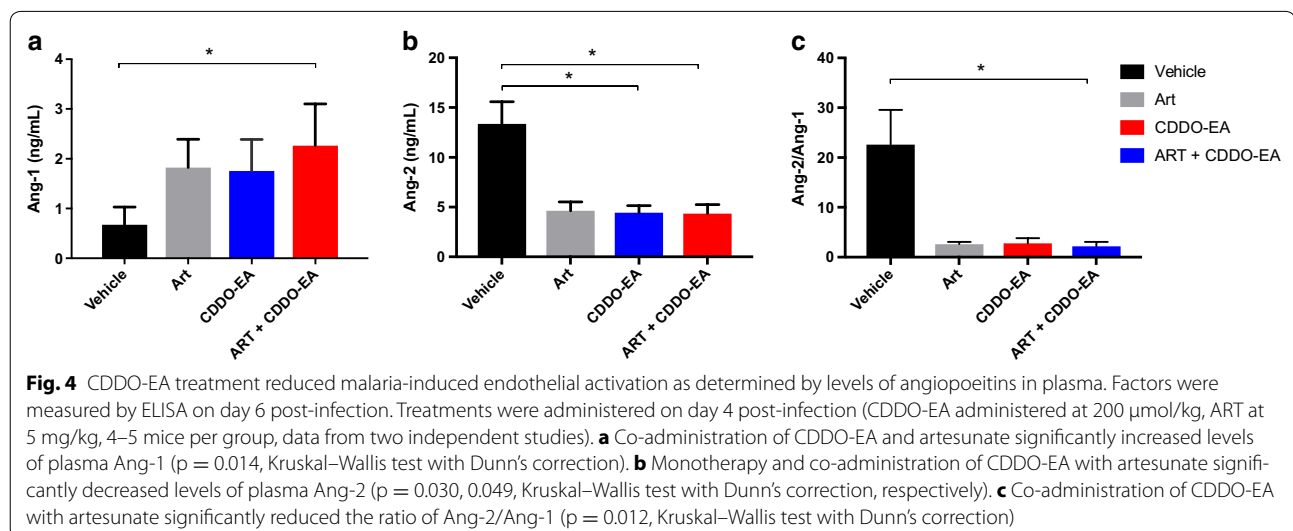 a
4
3
2
1
0
Ang-1 (ng/mL)
*
Vehicle
Art
CDDO-EA
ART + CDDO-EA
b
20
15
10
5
0
Ang-2 (ng/mL)
*
*
Vehicle
Art
CDDO-EA
ART + CDDO-EA
c
40
30
20
10
0
Ang-2/Ang-1
*
Vehicle
Art
CDDO-EA
ART + CDDO-EA
Vehicle
Art
CDDO-EA
ART + CDDO-EA
Fig. 4 CDDO-EA treatment reduced malaria-induced endothelial activation as determined by levels of angiopoeitins in plasma. Factors were
measured by ELISA on day 6 post-infection. Treatments were administered on day 4 post-infection (CDDO-EA administered at 200 μmol/kg, ART at
5 mg/kg, 4–5 mice per group, data from two independent studies). a Co-administration of CDDO-EA and artesunate significantly increased levels
of plasma Ang-1 (p = 0.014, Kruskal–Wallis test with Dunn's correction). b Monotherapy and co-administration of CDDO-EA with artesunate signifi-
cantly decreased levels of plasma Ang-2 (p = 0.030, 0.049, Kruskal–Wallis test with Dunn's correction, respectively). c Co-administration of CDDO-EA
with artesunate significantly reduced the ratio of Ang-2/Ang-1 (p = 0.012, Kruskal–Wallis test with Dunn's correction)